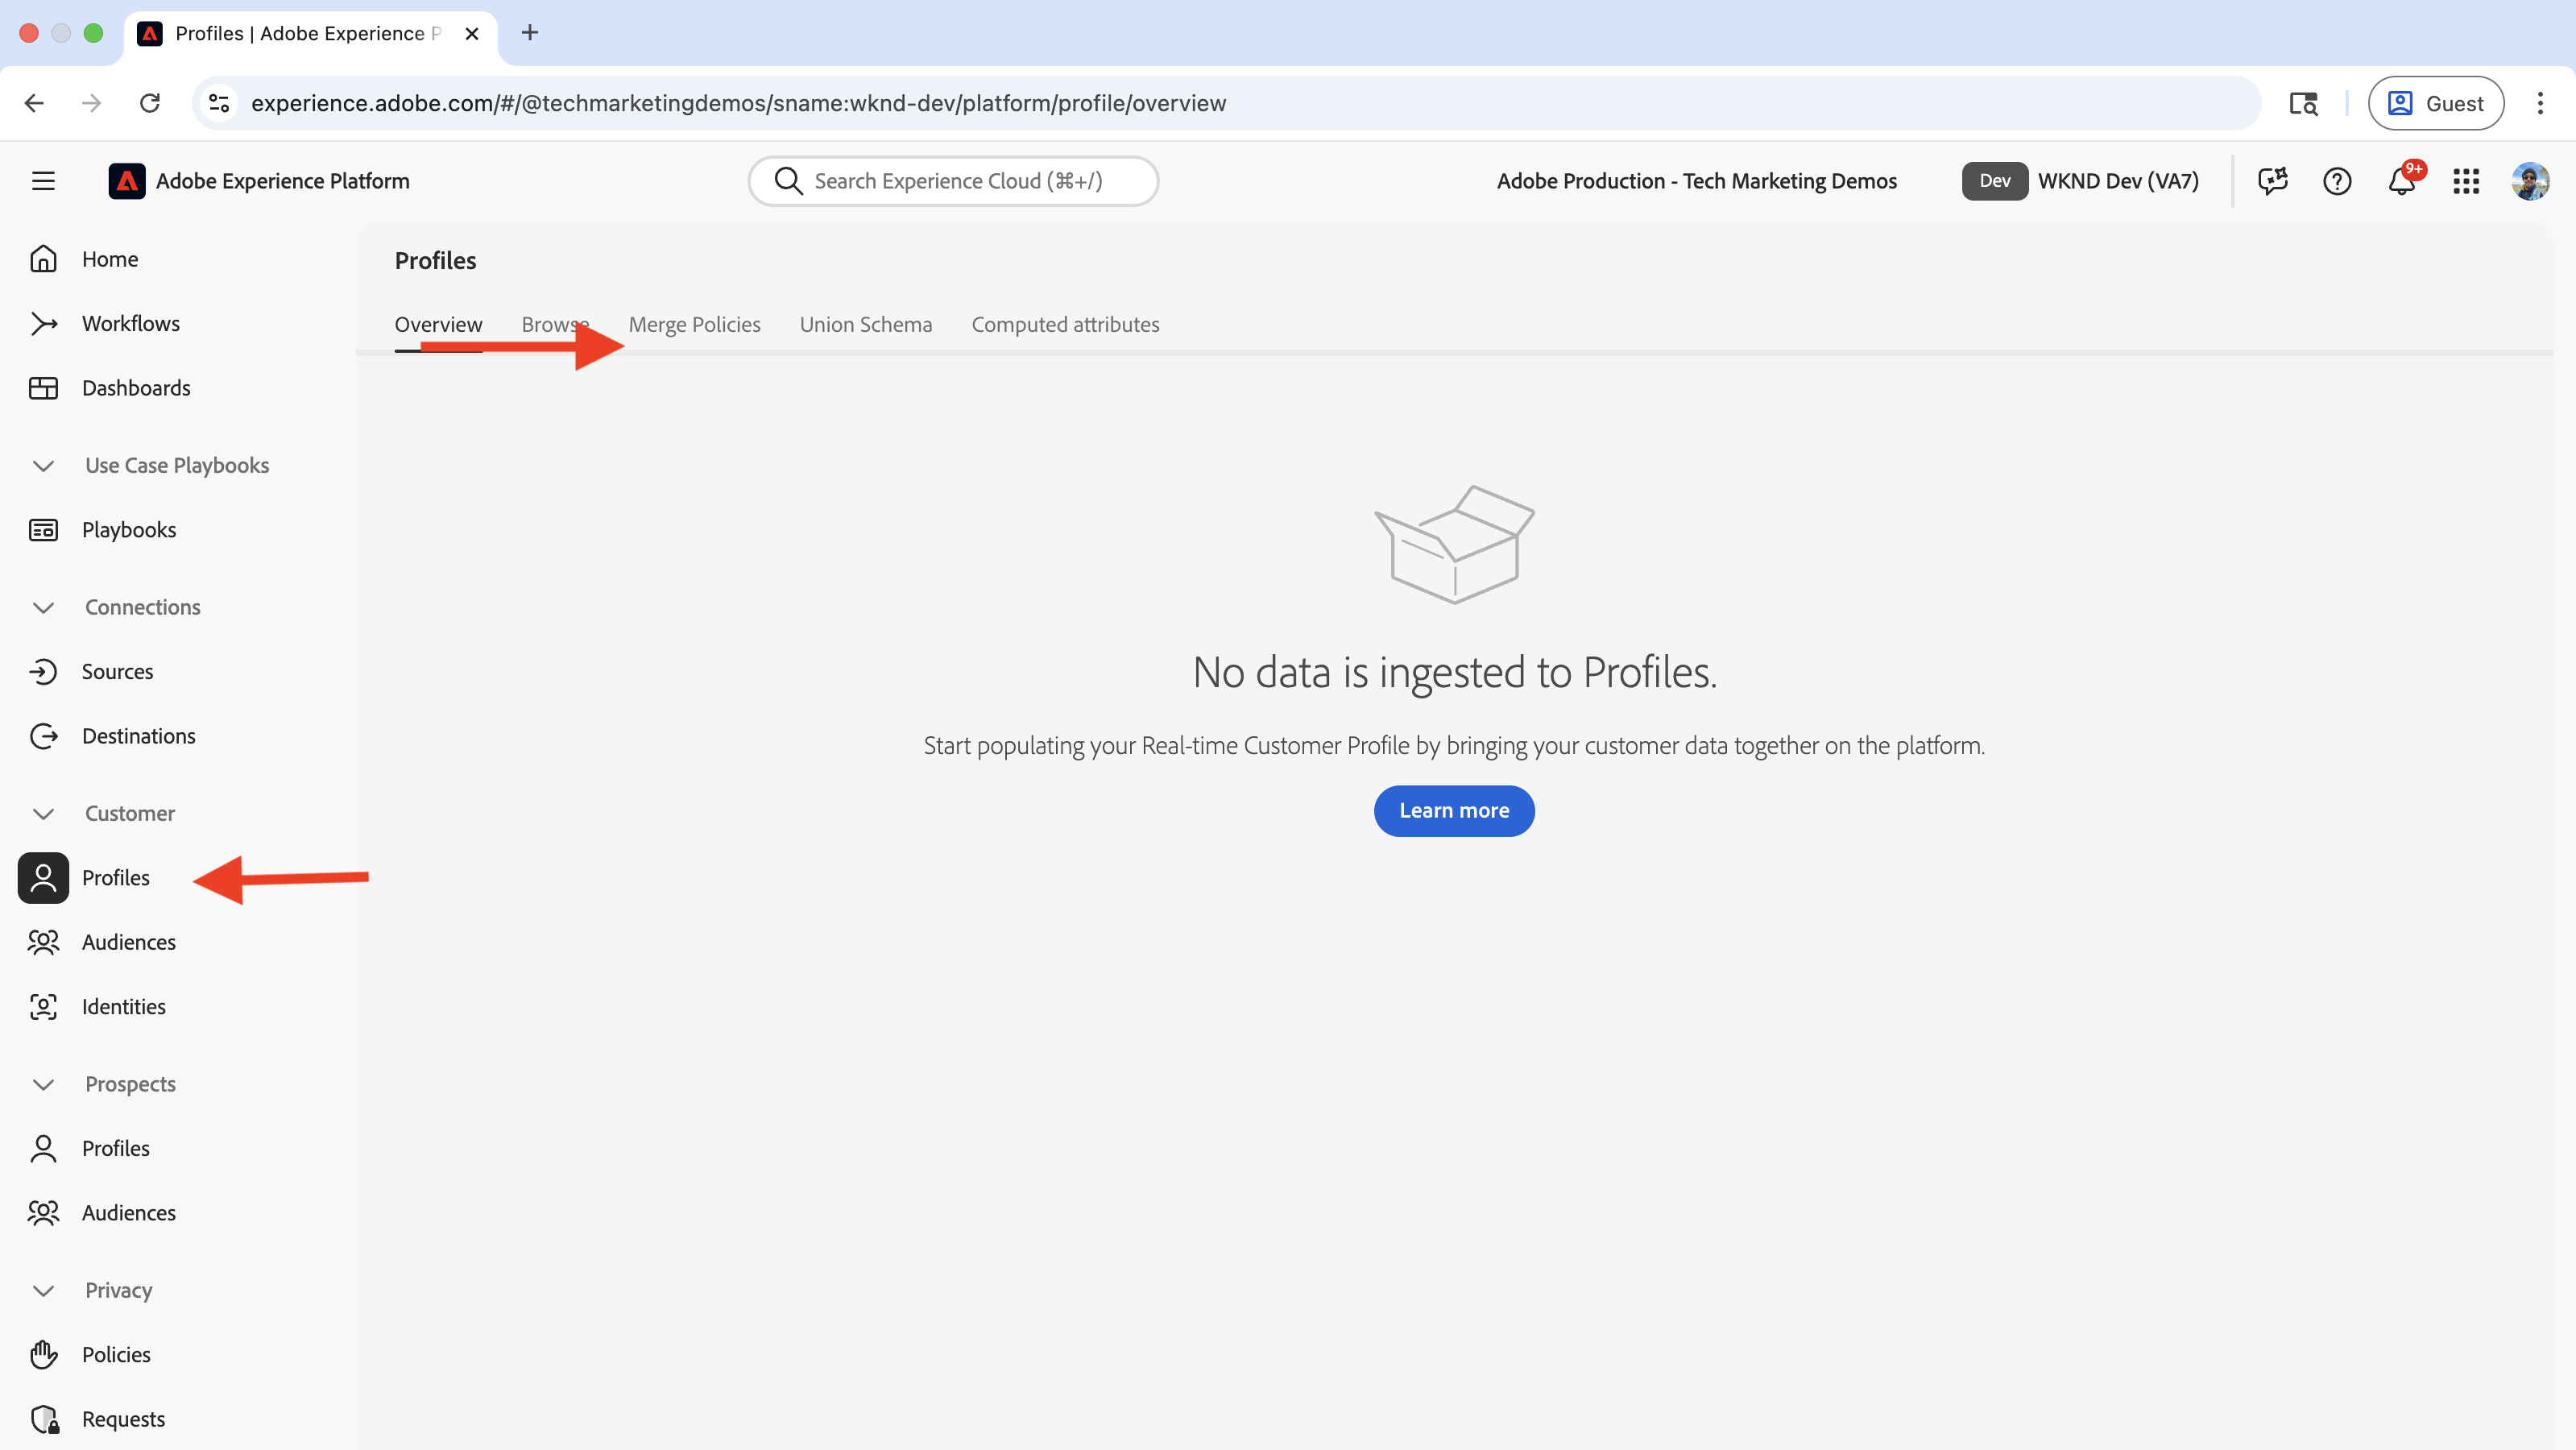 Profiles | Adobe Experience P
experience.adobe.com/#/@techmarketingdemos/sname:wknd-dev/platform/profile/overview
Guest
Adobe Experience Platform
Search Experience Cloud (⌘+/)
Adobe Production - Tech Marketing Demos
Dev
WKND Dev (VA7)
9+
Home
Workflows
Dashboards
Use Case Playbooks
Playbooks
Connections
Sources
Destinations
Customer
Profiles
Audiences
Identities
Prospects
Profiles
Audiences
Privacy
Policies
Requests
Profiles
Overview Browse Merge Policies Union Schema Computed attributes
No data is ingested to Profiles.
Start populating your Real-time Customer Profile by bringing your customer data together on the platform.
Learn more